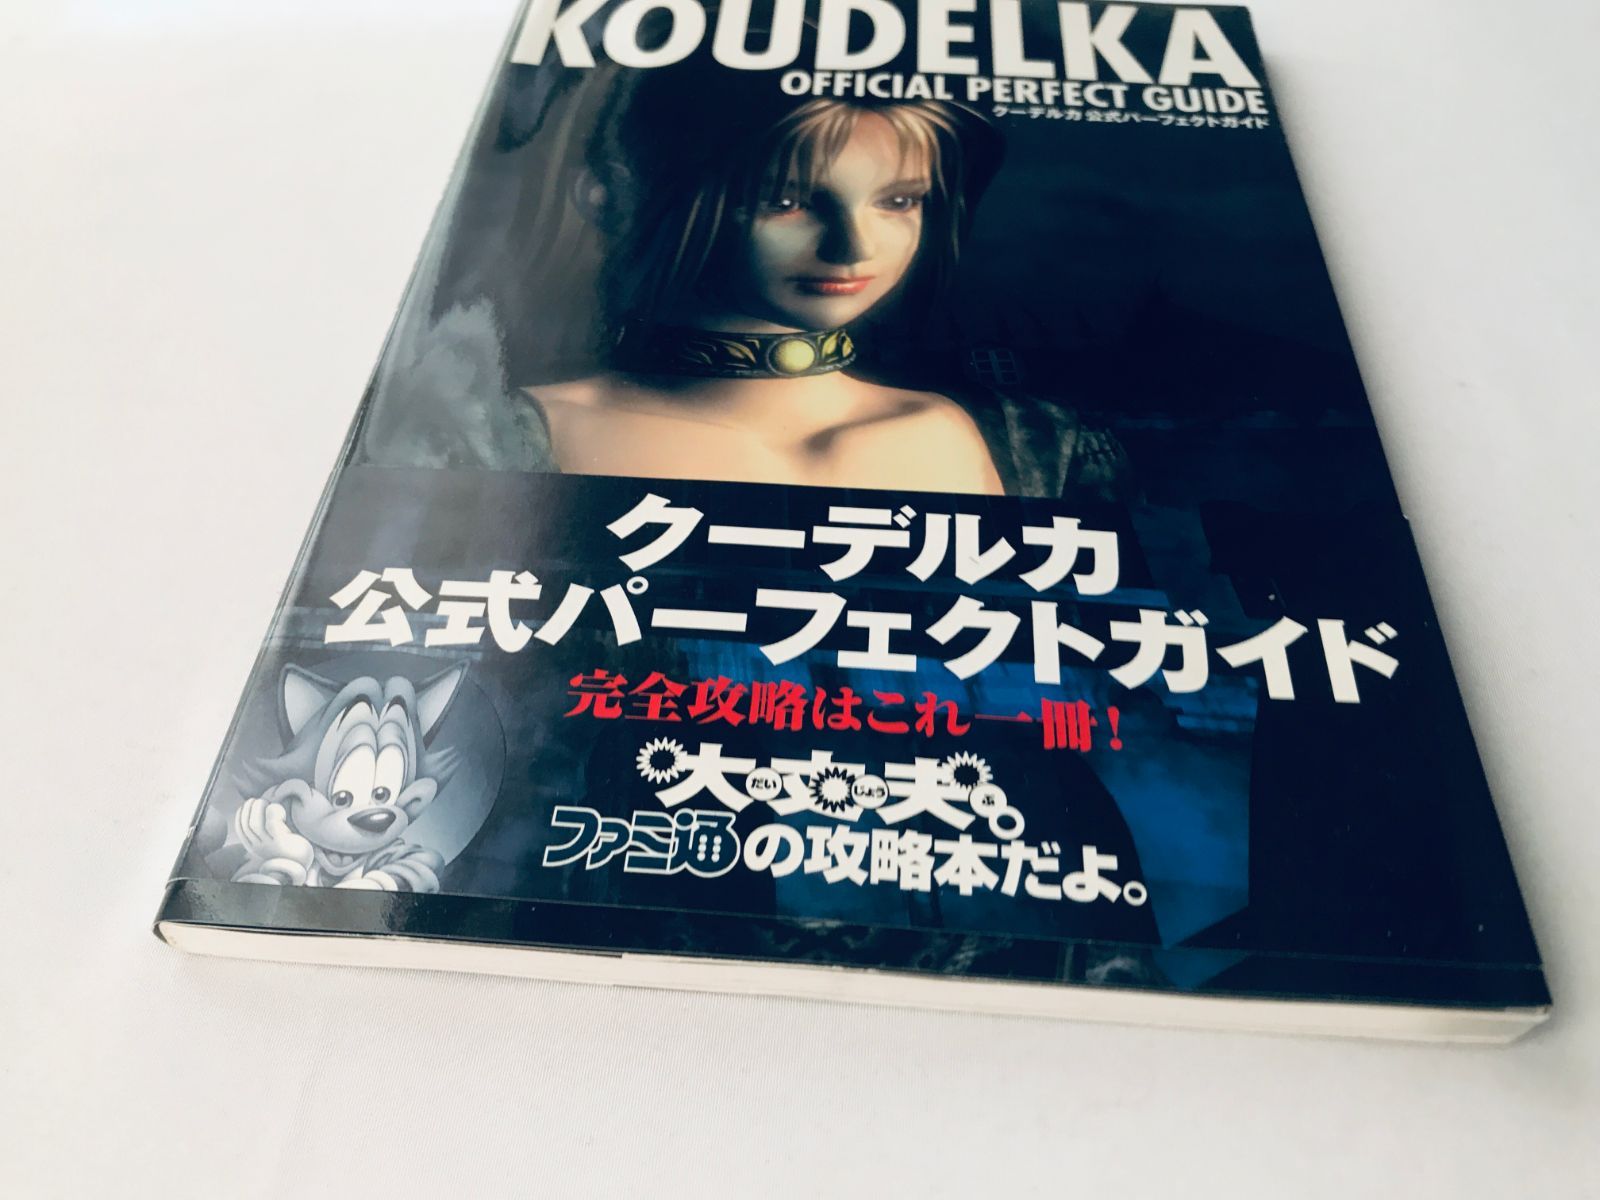 KOUDELKA
OFFICIAL PERFECT GUIDE
クーデルカ 公式パーフェクトガイド
クーデルカ
公式パーフェクトガイド
完全攻略はこれ一冊!
大丈夫。
だい じょう ぶ
ファミ通の攻略本だよ。